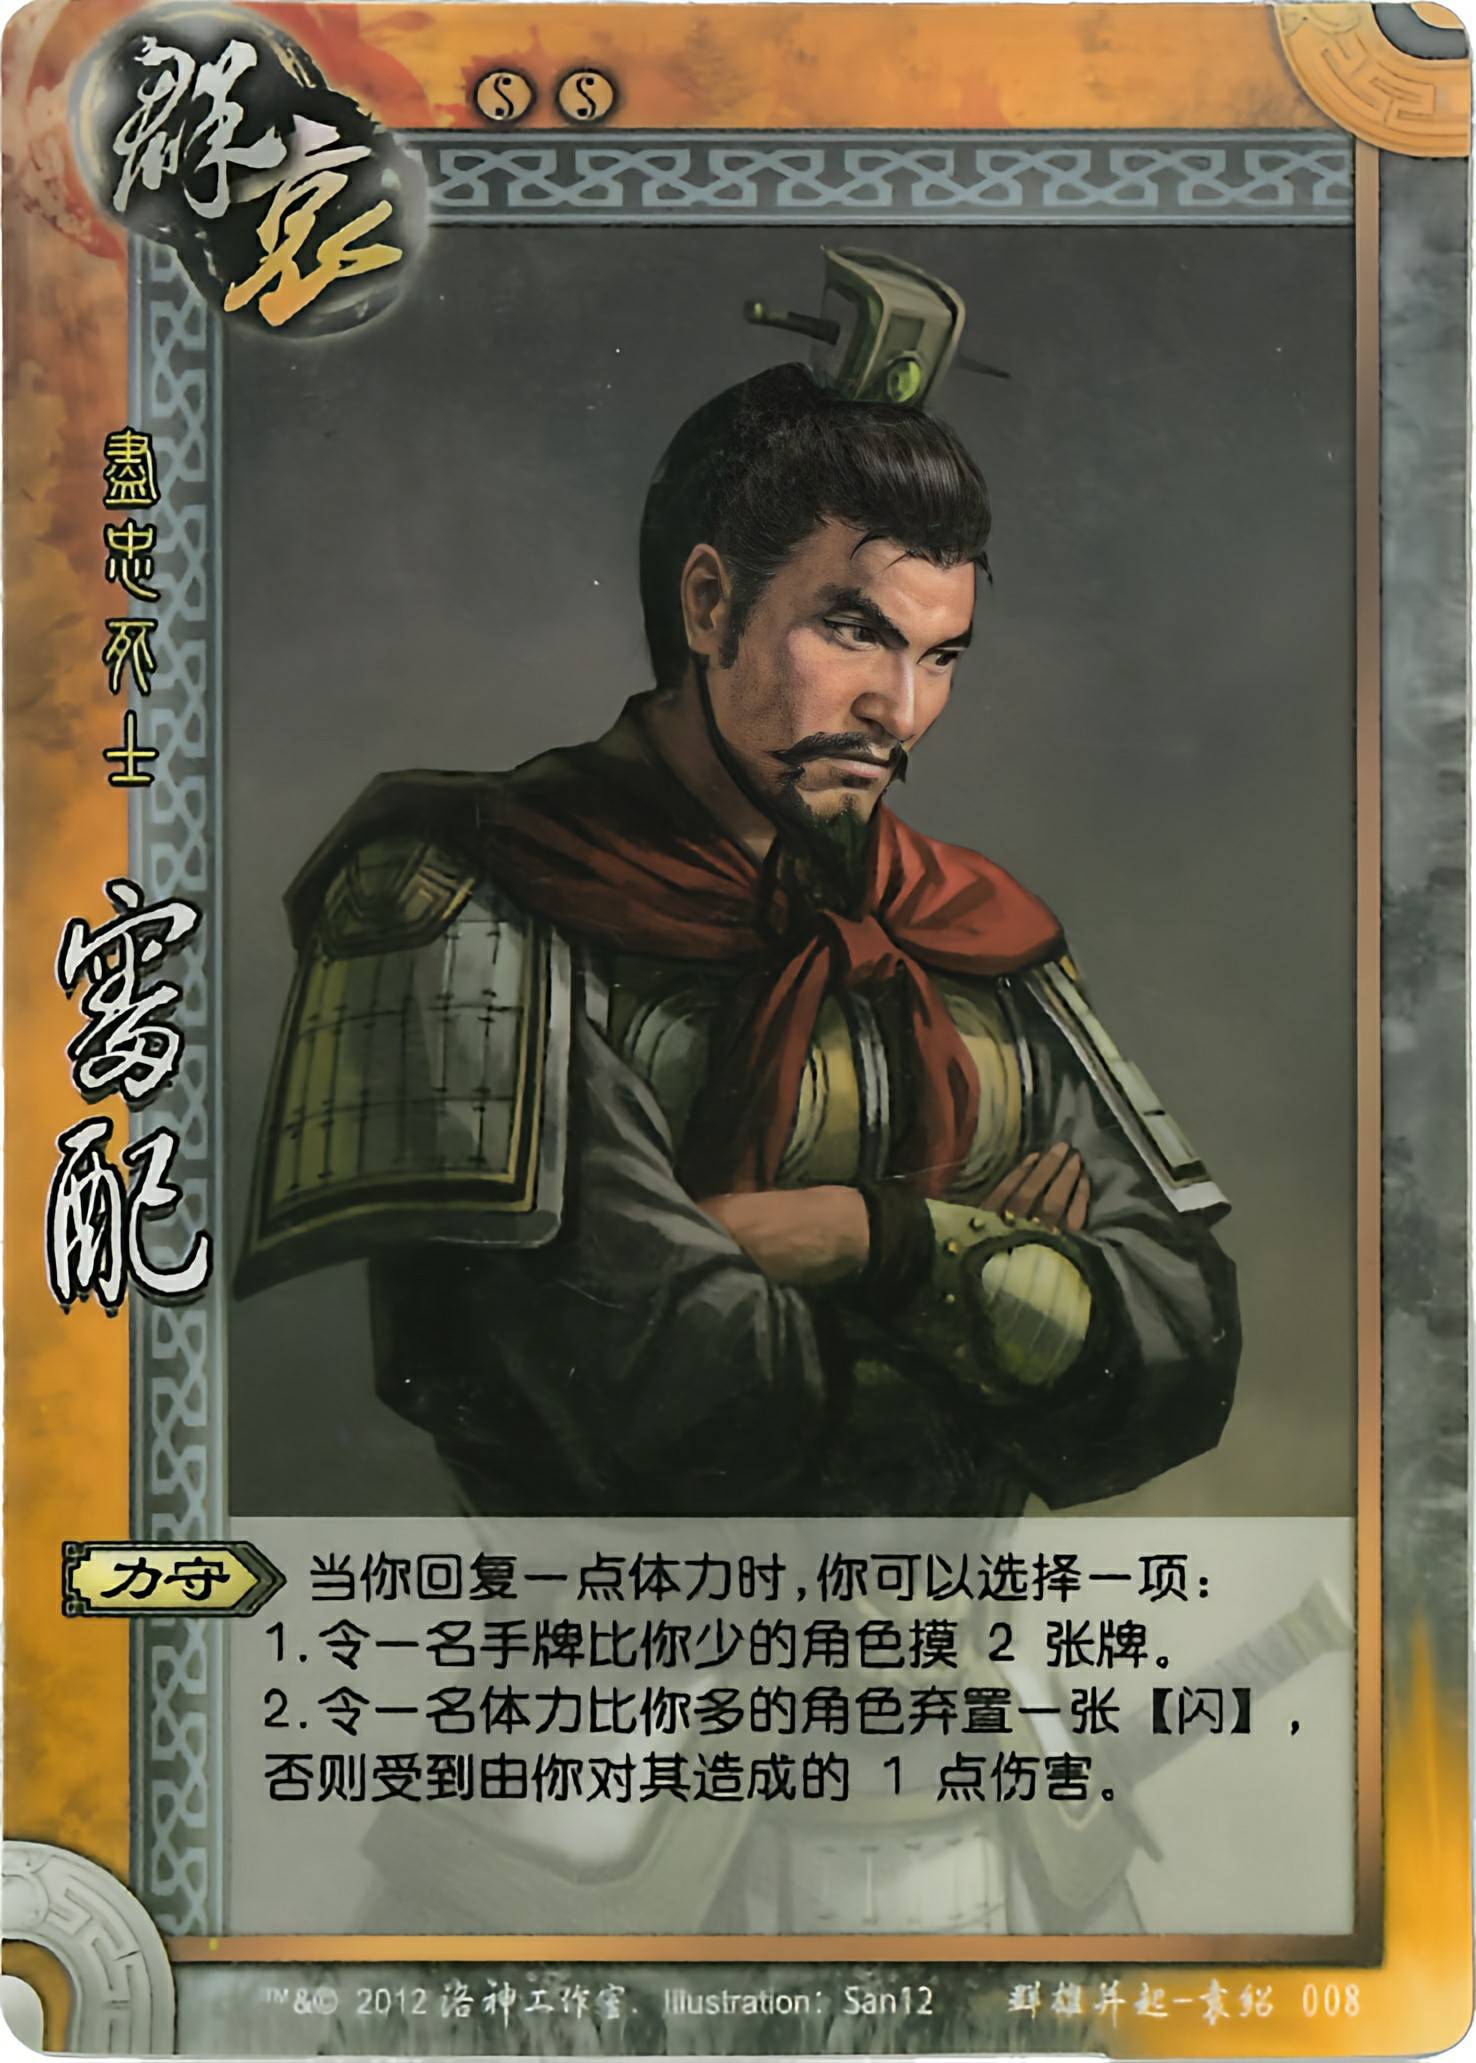 群袁
盡忠死士
審配
力守
当你回复一点体力时,你可以选择一项:
1.令一名手牌比你少的角色摸 2 张牌。
2.令一名体力比你多的角色弃置一张【闪】,
否则受到由你对其造成的 1 点伤害。
™&© 2012 洛神工作室. Illustration: San12
群雄并起-袁绍 008